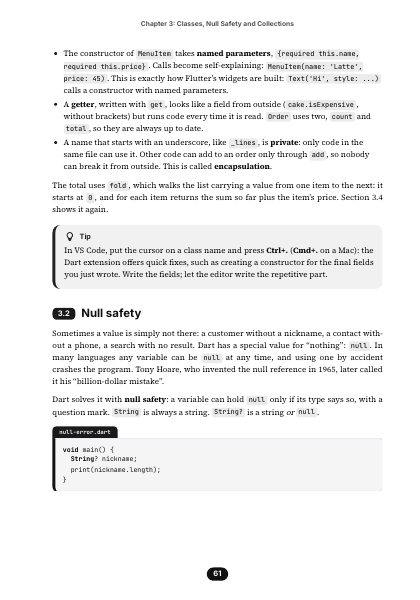 Chapter 3: Classes, Null Safety and Collections
• The constructor of MenuItem takes named parameters, {required this.name,
required this.price}. Calls become self-explaining: MenuItem(name: 'Latte',
price: 45). This is exactly how Flutter's widgets are built: Text('Hi', style: ...)
calls a constructor with named parameters.
• A getter, written with get, looks like a field from outside (cake.isExpensive,
without brackets) but runs code every time it is read. Order uses two, count and
total, so they are always up to date.
• A name that starts with an underscore, like _lines, is private: only code in the
same file can use it. Other code can add to an order only through add, so nobody
can break it from outside. This is called encapsulation.
The total uses fold, which walks the list carrying a value from one item to the next: it
starts at 0, and for each item returns the sum so far plus the item's price. Section 3.4
shows it again.
Tip
In VS Code, put the cursor on a class name and press Ctrl+. (Cmd+. on a Mac): the
Dart extension offers quick fixes, such as creating a constructor for the final fields
you just wrote. Write the fields; let the editor write the repetitive part.
3.2 Null safety
Sometimes a value is simply not there: a customer without a nickname, a contact with-
out a phone, a search with no result. Dart has a special value for “nothing”: null. In
many languages any variable can be null at any time, and using one by accident
crashes the program. Tony Hoare, who invented the null reference in 1965, later called
it his “billion-dollar mistake”.
Dart solves it with null safety: a variable can hold null only if its type says so, with a
question mark. String is always a string. String? is a string or null.
null-error.dart
void main() {
  String? nickname;
  print(nickname.length);
}
61